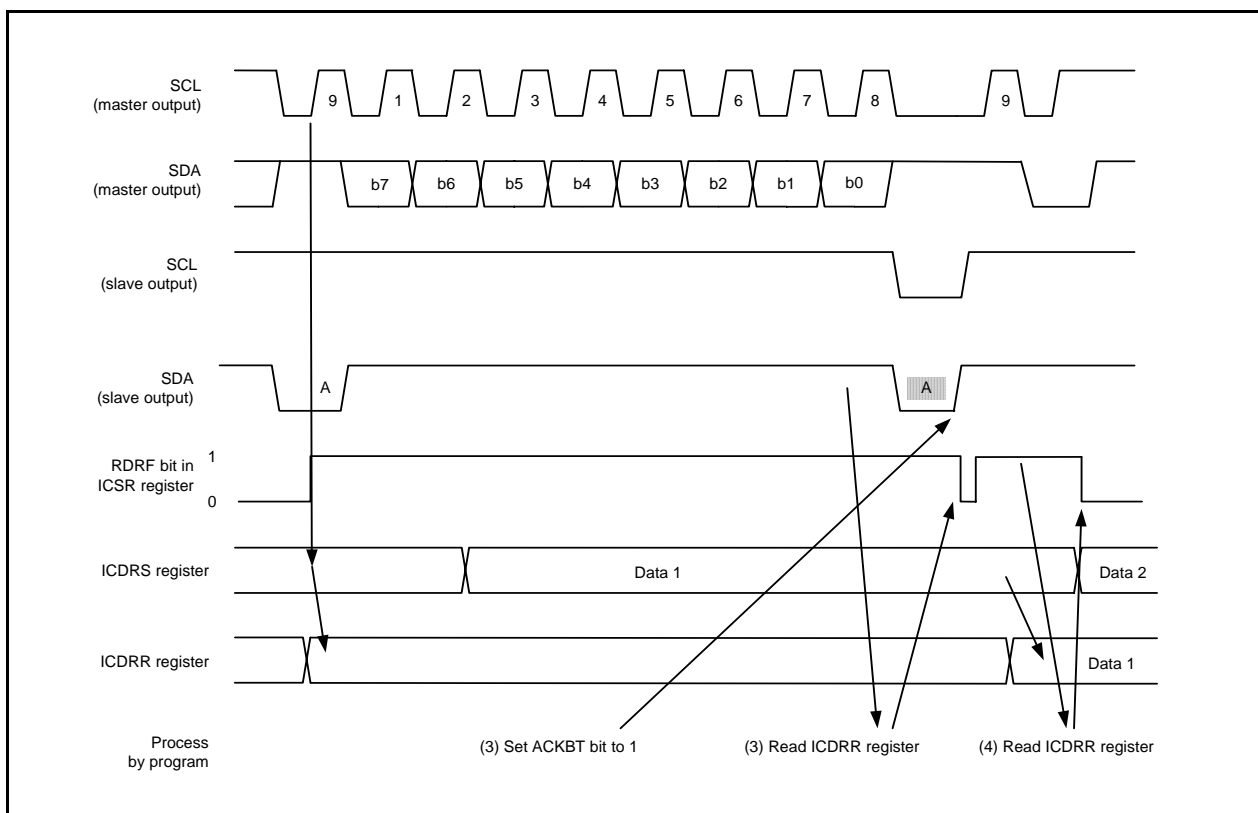 SCL
(master output)
9 1 2 3 4 5 6 7 8 9
SDA
(master output)
b7 b6 b5 b4 b3 b2 b1 b0
SCL
(slave output)
SDA
(slave output)
A A
RDRF bit in
ICSR register
1
0
ICDRS register
Data 1 Data 2
ICDRR register
Data 1
Process
by program
(3) Set ACKBT bit to 1 (3) Read ICDRR register (4) Read ICDRR register